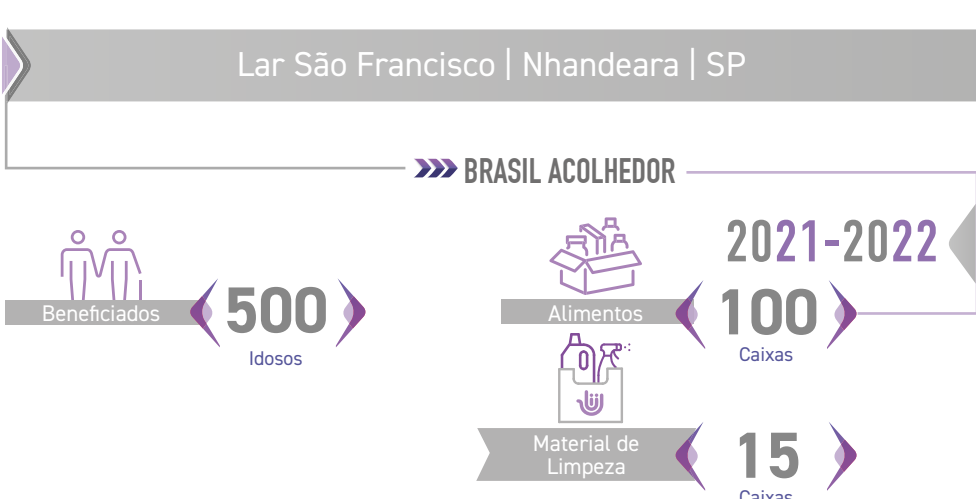 Lar São Francisco | Nhandeara | SP
BRASIL ACOLHEDOR
2021-2022
Beneficiados
500
Idosos
Alimentos
100
Caixas
Material de
Limpeza
15
Caixas